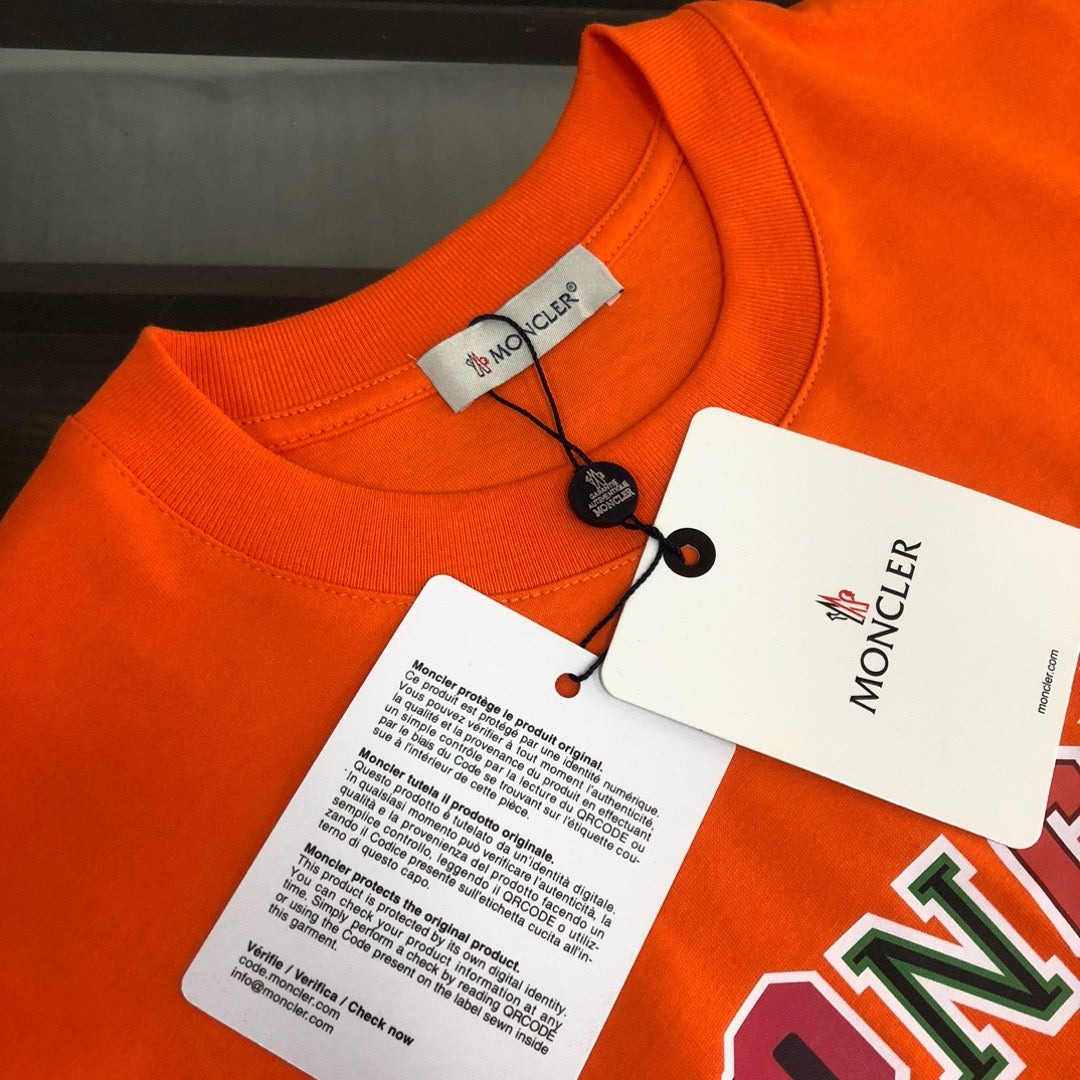 MONCLER®
GARANTIE
AUTHENTIQUE
MONCLER
MONCLER
moncler.com
Moncler protège le produit original.
Ce produit est protégé par une identité numérique.
Vous pouvez vérifier à tout moment l'authenticité,
la qualité et la provenance du produit en effectuant
un simple contrôle par la lecture du QRCODE ou
par le biais du Code se trouvant sur l'étiquette cou-
sue à l'intérieur de cette pièce.
Moncler tutela il prodotto originale.
Questo prodotto è tutelato da un'identità digitale.
In qualsiasi momento può verificare l'autenticità, la
qualità e la provenienza del prodotto facendo un
semplice controllo, leggendo il QRCODE o utiliz-
zando il Codice presente sull'etichetta cucita all'in-
terno di questo capo.
Moncler protects the original product.
This product is protected by its own digital identity.
You can check your product information at any
time. Simply perform a check by reading QRCODE
or using the Code present on the label sewn inside
this garment.
Vérifie / Verifica / Check now
code.moncler.com
info@moncler.com
ON